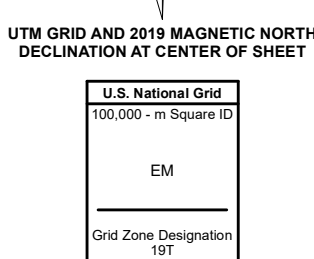 UTM GRID AND 2019 MAGNETIC NORTH
DECLINATION AT CENTER OF SHEET
U.S. National Grid
100,000 - m Square ID
EM
Grid Zone Designation
19T